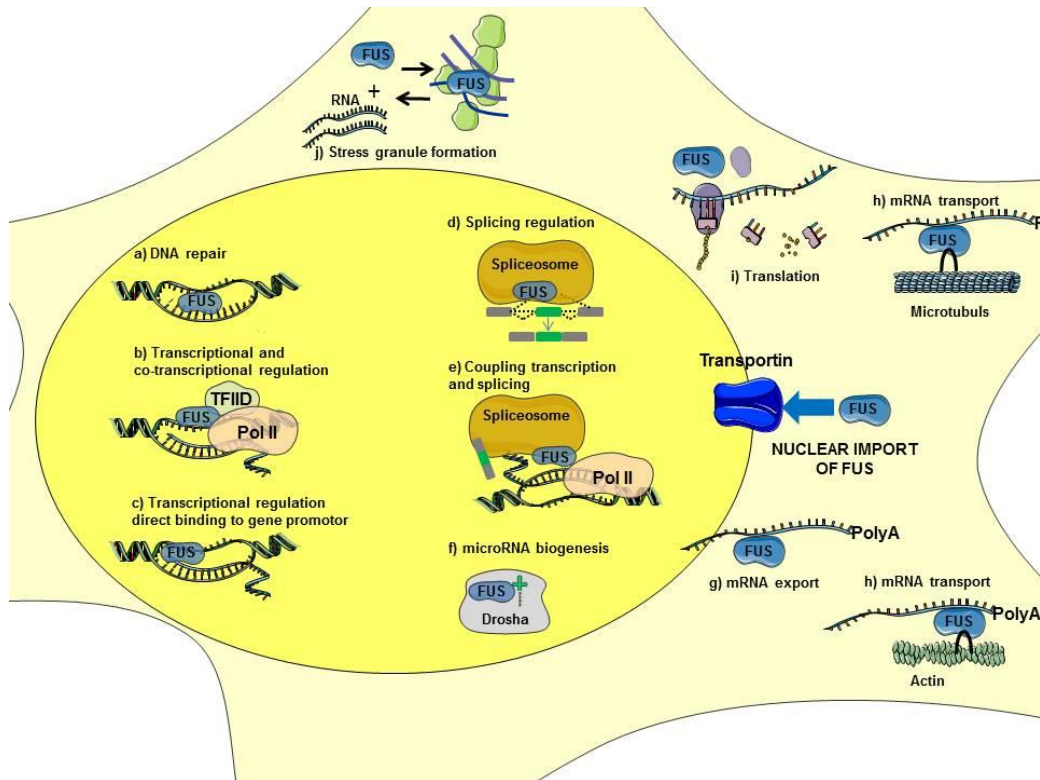 FUS
RNA +
FUS
j) Stress granule formation
a) DNA repair
FUS
b) Transcriptional and
co-transcriptional regulation
TFIID
FUS
Pol II
c) Transcriptional regulation
direct binding to gene promotor
FUS
d) Splicing regulation
Spliceosome
FUS
e) Coupling transcription
and splicing
Spliceosome
FUS
Pol II
f) microRNA biogenesis
FUS
Drosha
FUS
i) Translation
h) mRNA transport
FUS
Microtubuls
Transportin
FUS
NUCLEAR IMPORT
OF FUS
PolyA
FUS
g) mRNA export
h) mRNA transport
PolyA
FUS
Actin